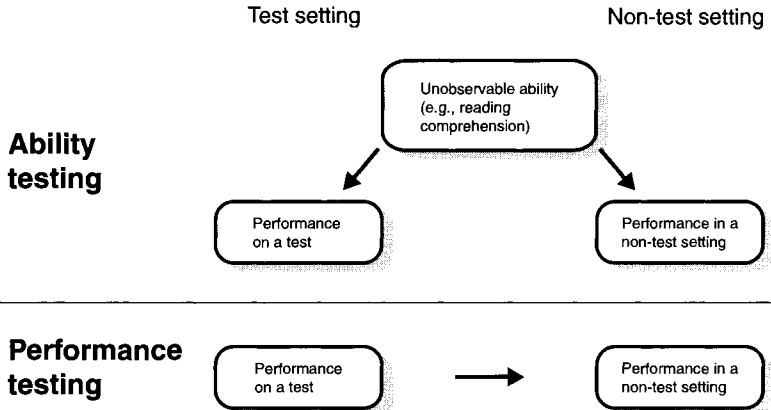 Test setting
Non-test setting
Unobservable ability
(e.g., reading
comprehension)
Ability
testing
Performance
on a test
Performance in a
non-test setting
Performance
testing
Performance
on a test
Performance in a
non-test setting